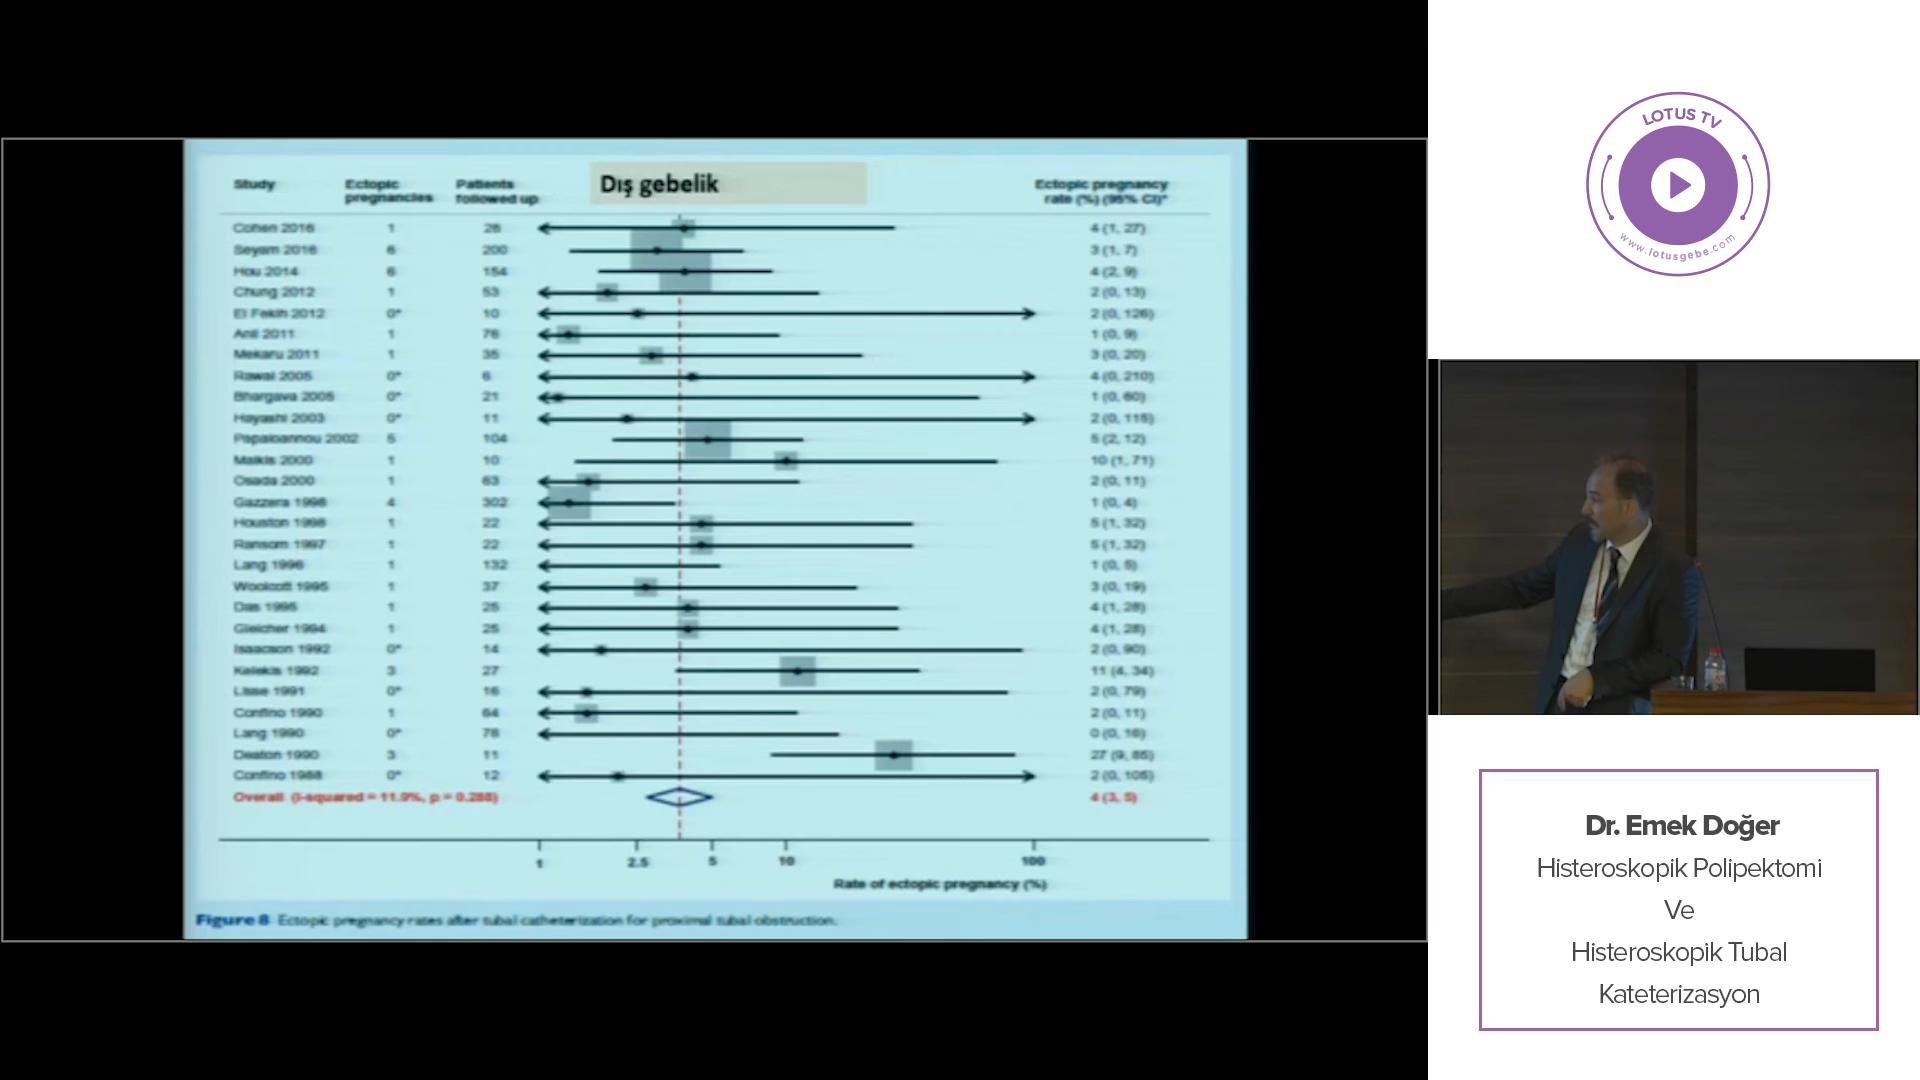 Dış gebelik
Study Ectopic pregnancies Patients followed up Ectopic pregnancy rate (%) (95% CI)*
Cohen 2016 1 26 4 (1, 27)
Seyam 2016 6 200 3 (1, 7)
Hou 2014 6 154 4 (2, 9)
Chung 2012 1 53 2 (0, 13)
El Fekih 2012 0* 10 2 (0, 126)
Anil 2011 1 76 1 (0, 9)
Mekaru 2011 1 35 3 (0, 20)
Rawal 2005 0* 6 4 (0, 210)
Bhargava 2005 0* 21 1 (0, 60)
Hayashi 2003 0* 11 2 (0, 115)
Papaioannou 2002 5 104 5 (2, 12)
2000 1 10 10 (1, 71)
Osada 2000 1 63 2 (0, 11)
Gazzera 1998 4 302 1 (0, 4)
Houston 1998 1 22 5 (1, 32)
Ransom 1997 1 22 5 (1, 32)
Lang 1996 1 132 1 (0, 5)
Woolcott 1995 1 37 3 (0, 19)
Das 1995 1 25 4 (1, 28)
Gleicher 1994 1 25 4 (1, 28)
Isaacson 1992 0* 14 2 (0, 90)
Kelekis 1992 3 27 11 (4, 34)
Lisse 1991 0* 16 2 (0, 79)
Confino 1990 1 64 2 (0, 11)
Lang 1990 0* 78 0 (0, 16)
Deaton 1990 3 11 27 (9, 85)
Confino 1988 0* 12 2 (0, 105)
Overall (I-squared = 11.9%, p = 0.288) 4 (3, 5)
1 2.5 5 10 100
Rate of ectopic pregnancy (%)
Figure 8 Ectopic pregnancy rates after tubal catheterization for proximal tubal obstruction.
LOTUS TV
www.lotusgebe.com
Dr. Emek Doğer
Histeroskopik Polipektomi
Ve
Histeroskopik Tubal
Kateterizasyon